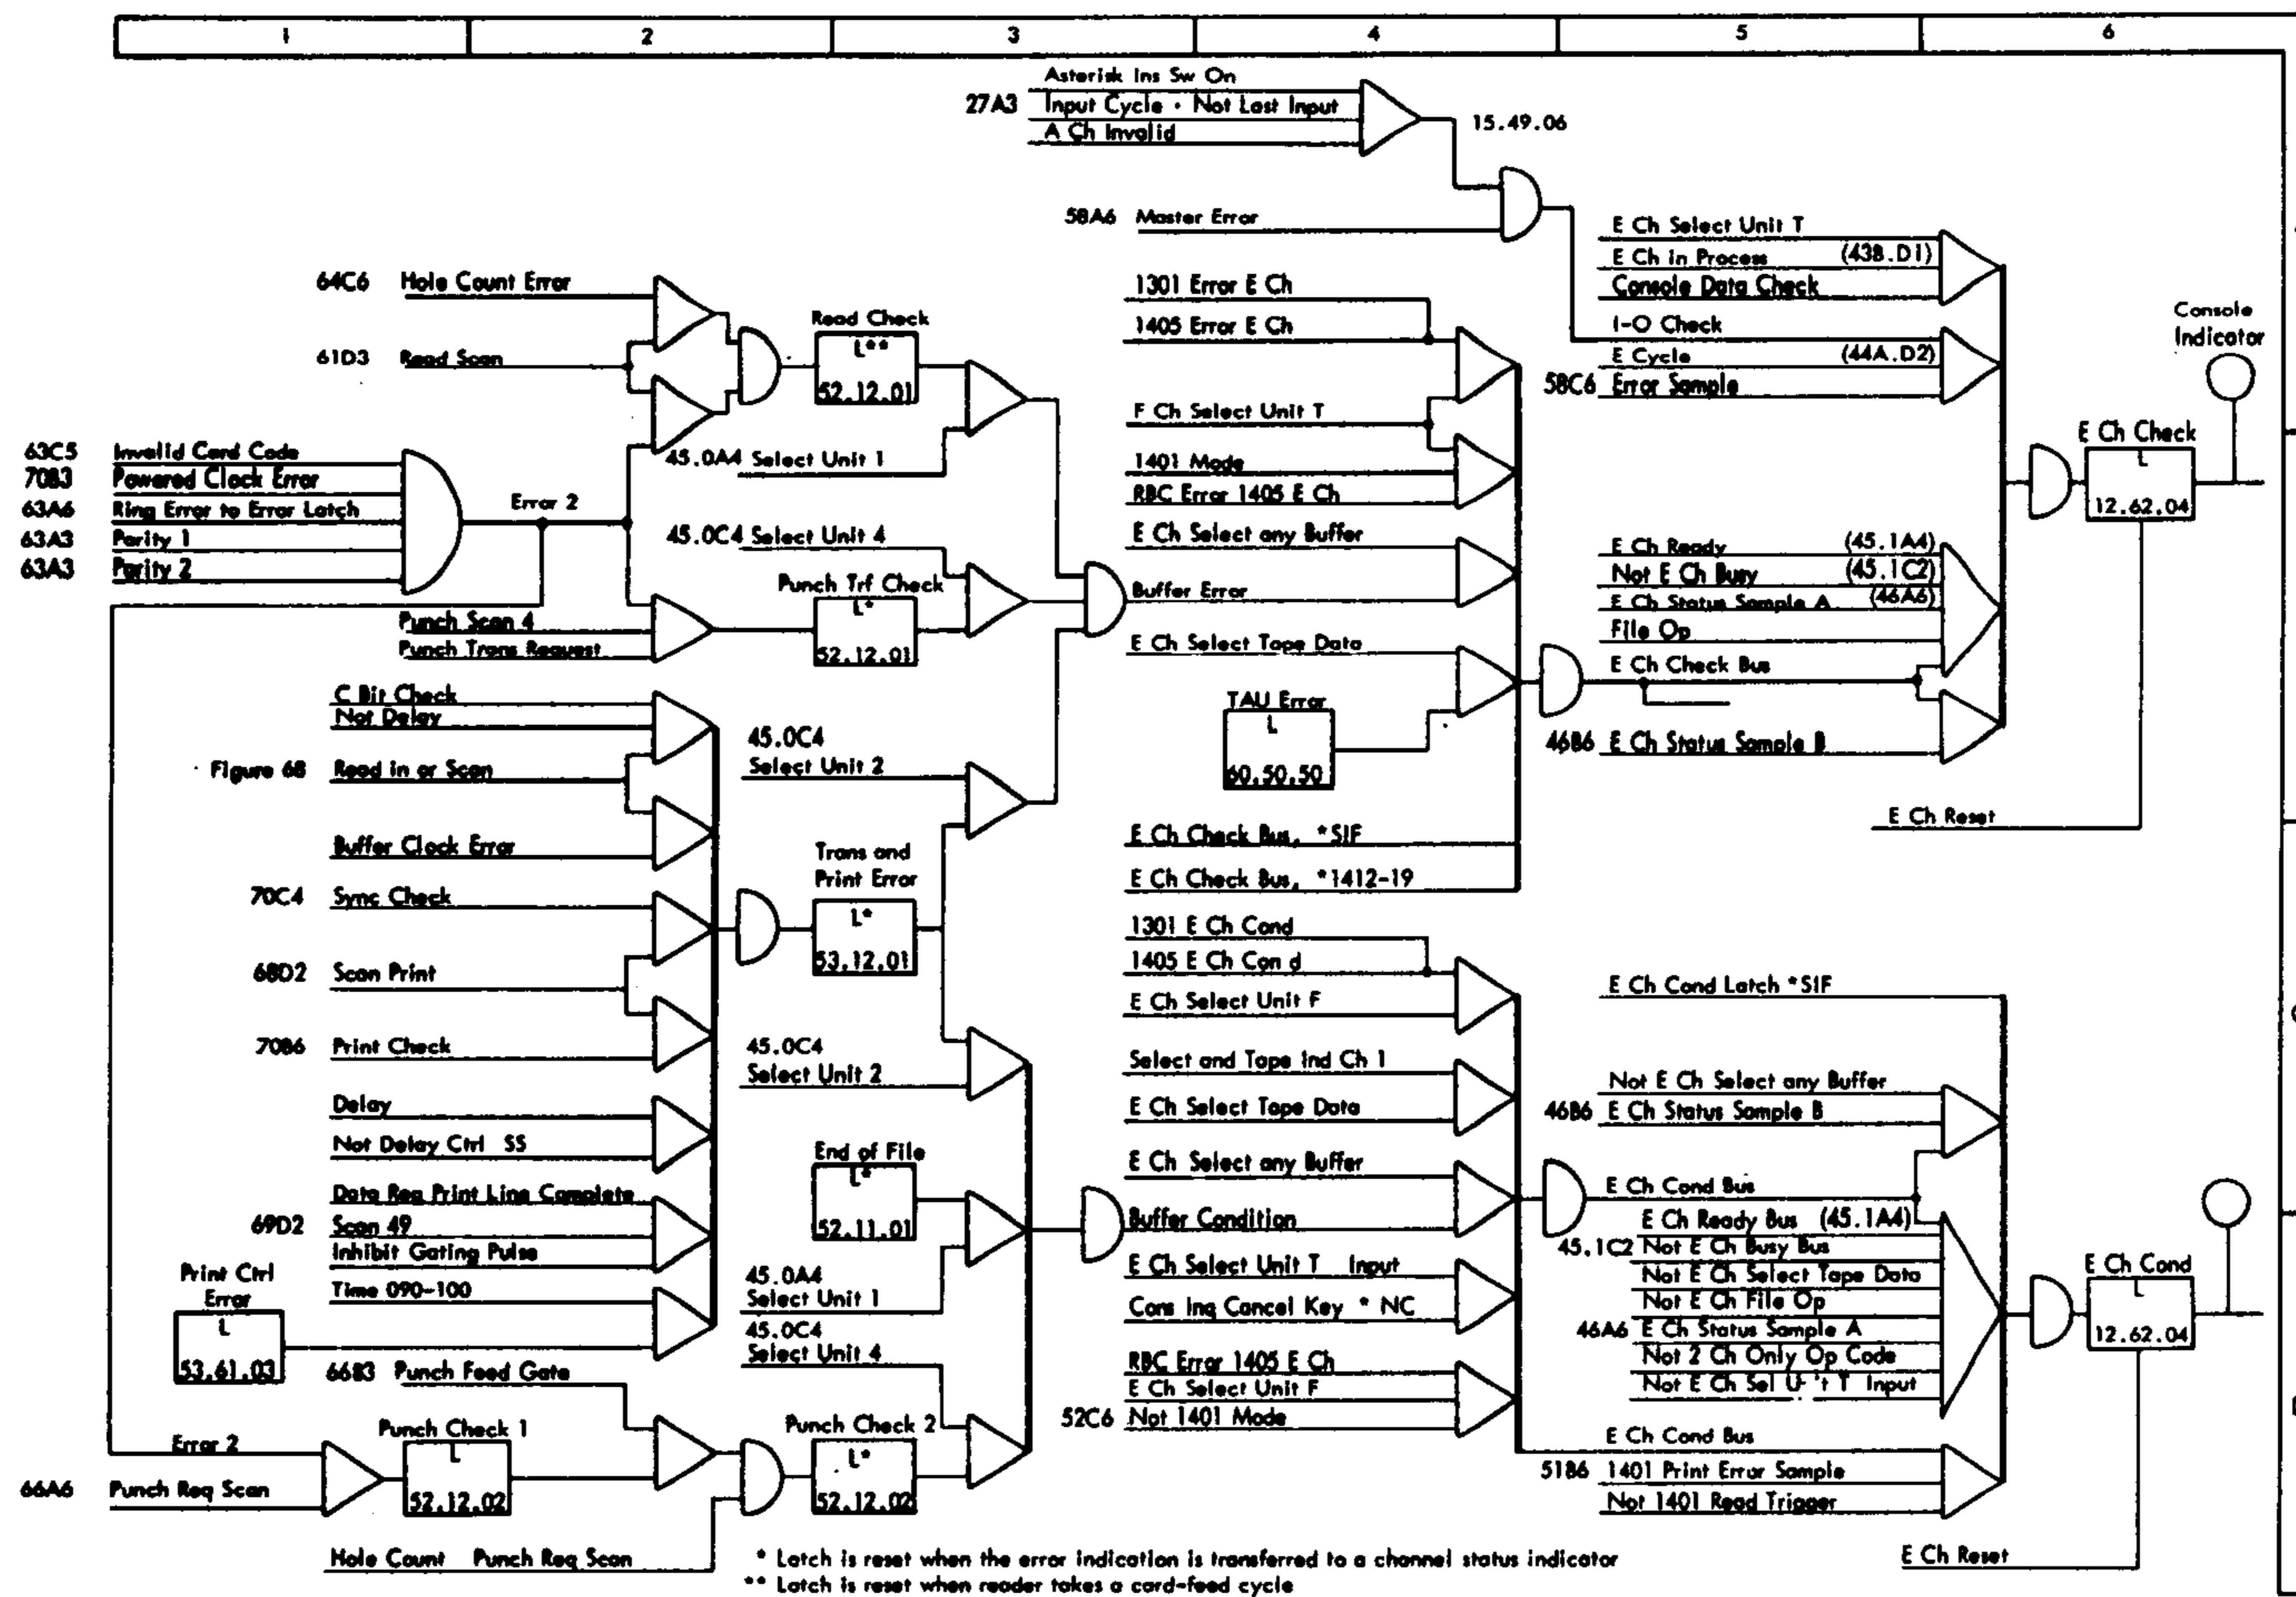 1 2 3 4 5 6
Asterisk Ins Sw On
27A3 Input Cycle · Not Last Input
A Ch Invalid
15.49.06
58A6 Master Error
64C6 Hole Count Error
61D3 Read Scan
Read Check
L**
52.12.01
45.0A4 Select Unit 1
63C5 Invalid Card Code
70B3 Powered Clock Error
63A6 Ring Error to Error Latch
63A3 Parity 1
63A3 Parity 2
Error 2
45.0C4 Select Unit 4
Punch Trf Check
L*
52.12.01
Punch Scan 4
Punch Trans Request
C Bit Check
Not Delay
Figure 68 Read in or Scan
Buffer Clock Error
70C4 Sync Check
68D2 Scan Print
70B6 Print Check
Delay
Not Delay Ctrl SS
Data Reg Print Line Complete
69D2 Scan 49
Inhibit Gating Pulse
Time 090-100
Print Ctrl
Error
L
53.61.03
45.0C4
Select Unit 2
Trans and
Print Error
L*
53.12.01
45.0C4
Select Unit 2
End of File
L*
52.11.01
45.0A4
Select Unit 1
45.0C4
Select Unit 4
66B3 Punch Feed Gate
Error 2
66A6 Punch Req Scan
Punch Check 1
L
52.12.02
Punch Check 2
L*
52.12.02
Hole Count Punch Req Scan
1301 Error E Ch
1405 Error E Ch
F Ch Select Unit T
1401 Mode
RBC Error 1405 E Ch
E Ch Select any Buffer
Buffer Error
E Ch Select Tape Data
TAU Error
L
60.50.50
E Ch Check Bus, *SIF
E Ch Check Bus, *1412-19
1301 E Ch Cond
1405 E Ch Con d
E Ch Select Unit F
Select and Tape Ind Ch 1
E Ch Select Tape Data
E Ch Select any Buffer
Buffer Condition
E Ch Select Unit T Input
Cons Inq Cancel Key * NC
RBC Error 1405 E Ch
E Ch Select Unit F
52C6 Not 1401 Mode
E Ch Select Unit T
E Ch in Process (43B.D1)
Console Data Check
I-O Check
E Cycle (44A.D2)
58C6 Error Sample
Console
Indicator
E Ch Check
L
12.62.04
E Ch Ready (45.1A4)
Not E Ch Busy (45.1C2)
E Ch Status Sample A (46A6)
File Op
E Ch Check Bus
46B6 E Ch Status Sample B
E Ch Reset
E Ch Cond Latch *SIF
Not E Ch Select any Buffer
46B6 E Ch Status Sample B
E Ch Cond Bus
E Ch Ready Bus (45.1A4)
45.1C2 Not E Ch Busy Bus
Not E Ch Select Tape Data
Not E Ch File Op
46A6 E Ch Status Sample A
Not 2 Ch Only Op Code
Not E Ch Sel T Input
E Ch Cond
L
12.62.04
E Ch Cond Bus
51B6 1401 Print Error Sample
Not 1401 Read Trigger
E Ch Reset
* Latch is reset when the error indication is transferred to a channel status indicator
** Latch is reset when reader takes a card-feed cycle